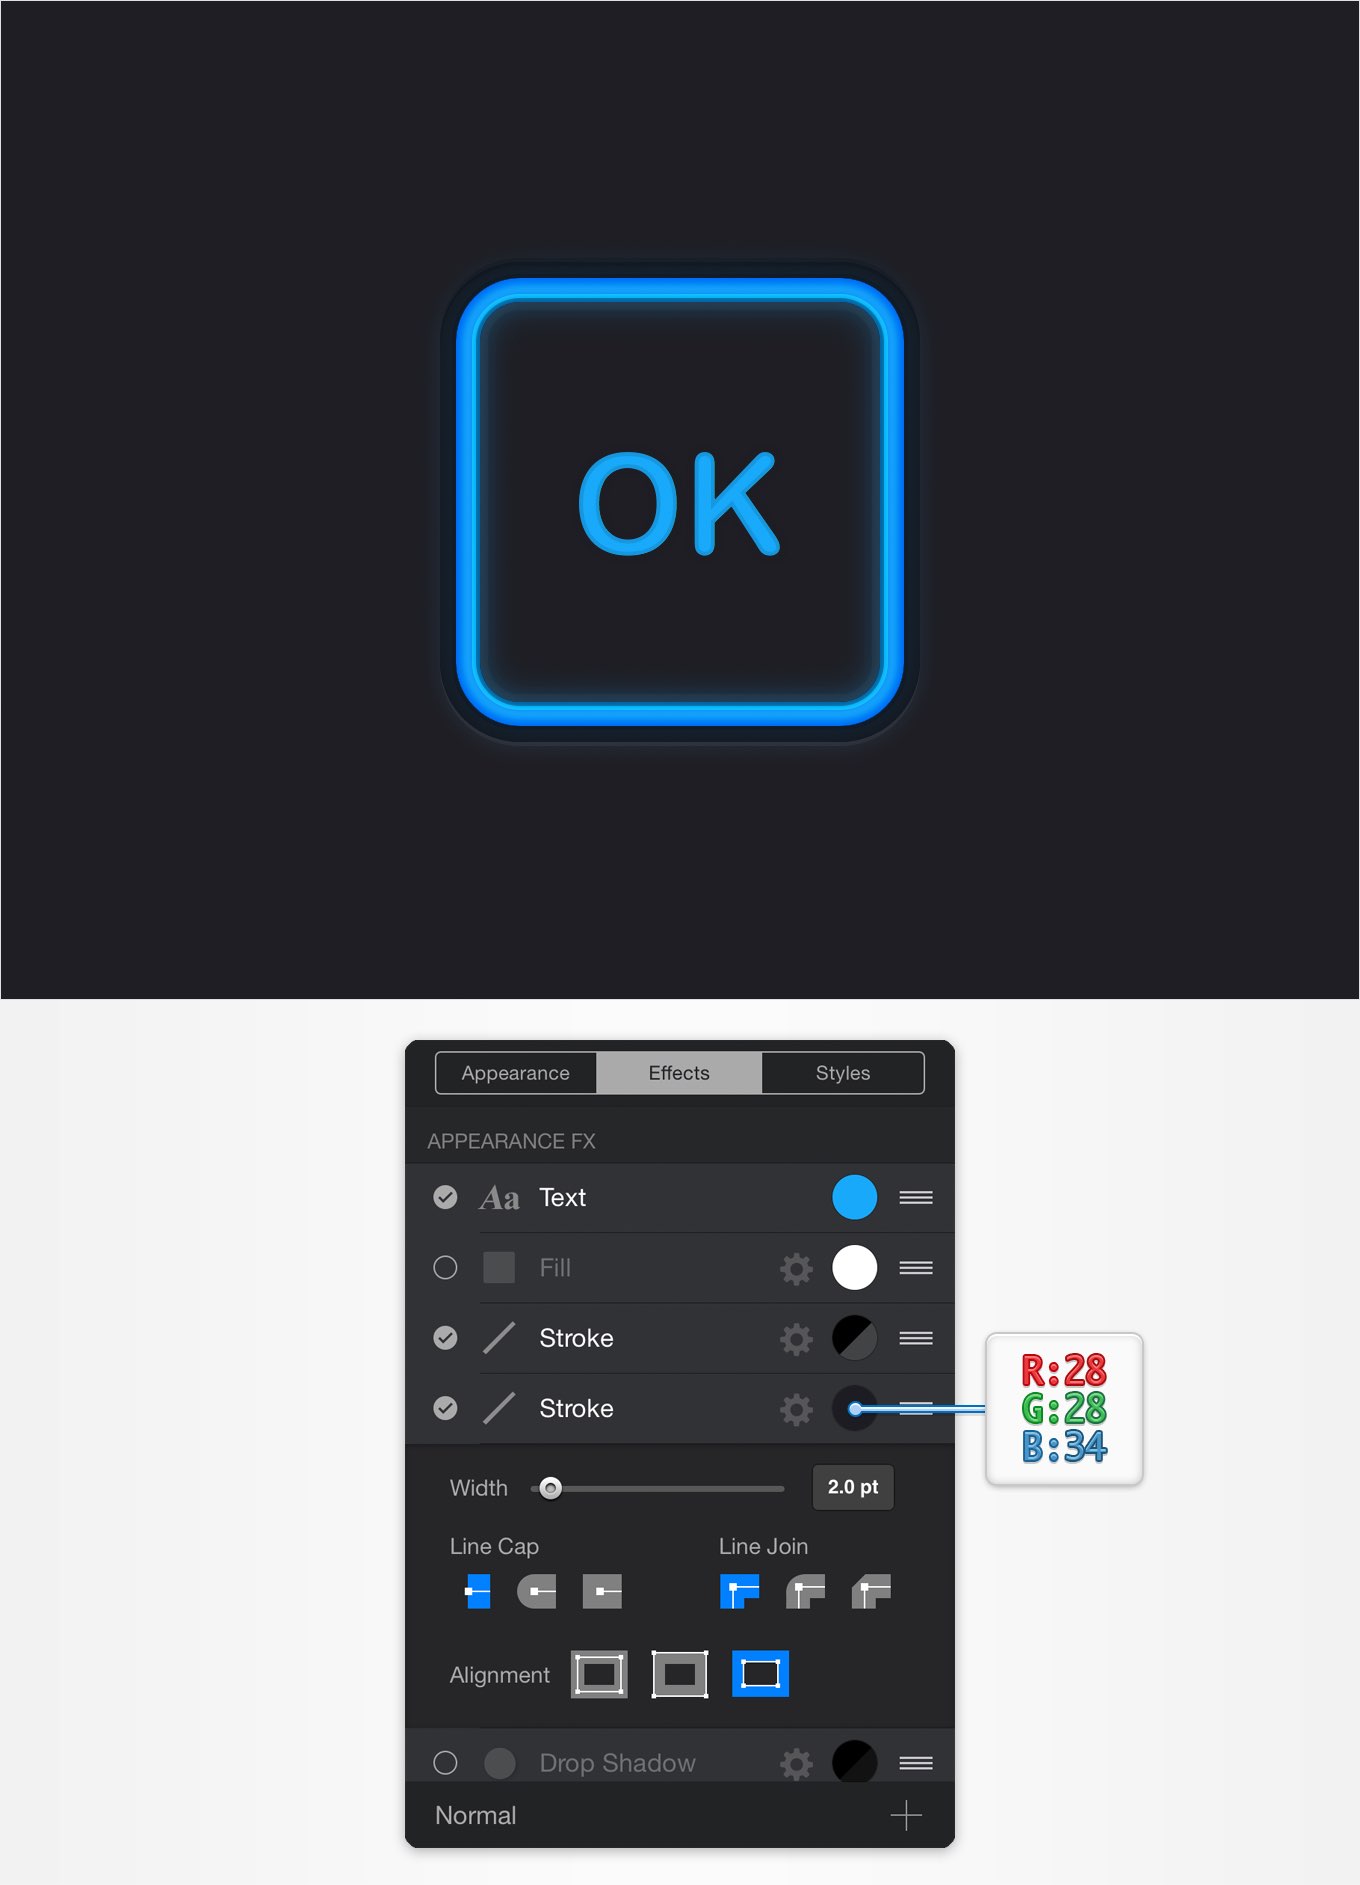 OK
Appearance Effects Styles
APPEARANCE FX
Aa Text
Fill
Stroke
Stroke
R:28
G:28
B:34
Width 2.0 pt
Line Cap Line Join
Alignment
Drop Shadow
Normal